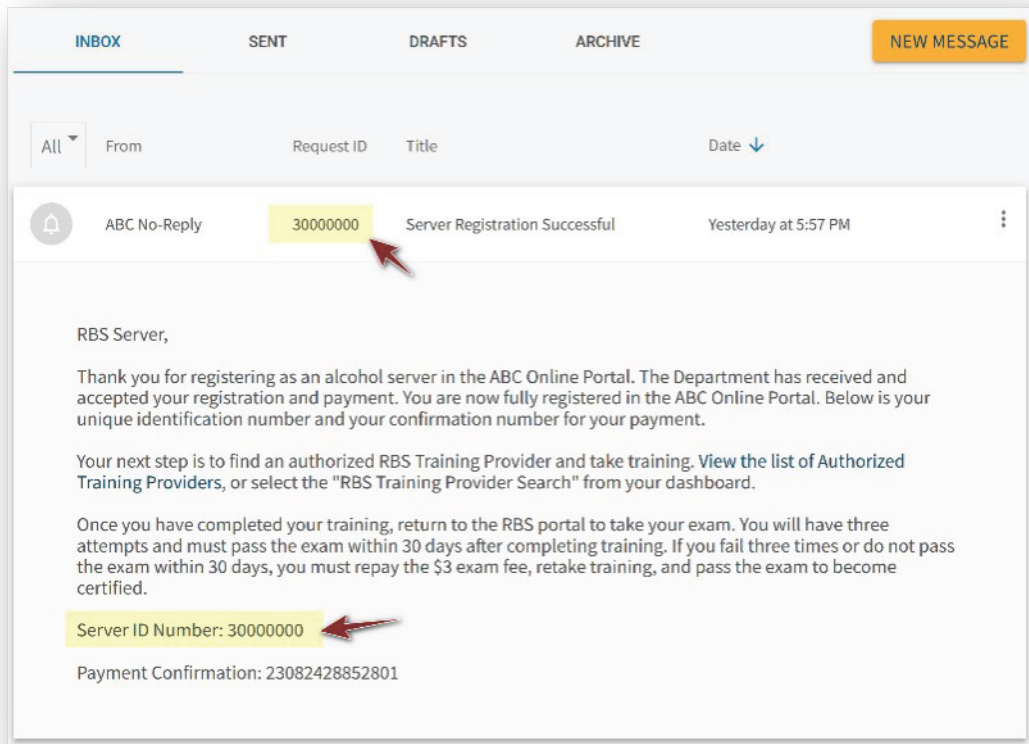 INBOX SENT DRAFTS ARCHIVE NEW MESSAGE
All From Request ID Title Date
ABC No-Reply 30000000 Server Registration Successful Yesterday at 5:57 PM
RBS Server,
Thank you for registering as an alcohol server in the ABC Online Portal. The Department has received and
accepted your registration and payment. You are now fully registered in the ABC Online Portal. Below is your
unique identification number and your confirmation number for your payment.
Your next step is to find an authorized RBS Training Provider and take training. View the list of Authorized
Training Providers, or select the "RBS Training Provider Search" from your dashboard.
Once you have completed your training, return to the RBS portal to take your exam. You will have three
attempts and must pass the exam within 30 days after completing training. If you fail three times or do not pass
the exam within 30 days, you must repay the $3 exam fee, retake training, and pass the exam to become
certified.
Server ID Number: 30000000
Payment Confirmation: 23082428852801